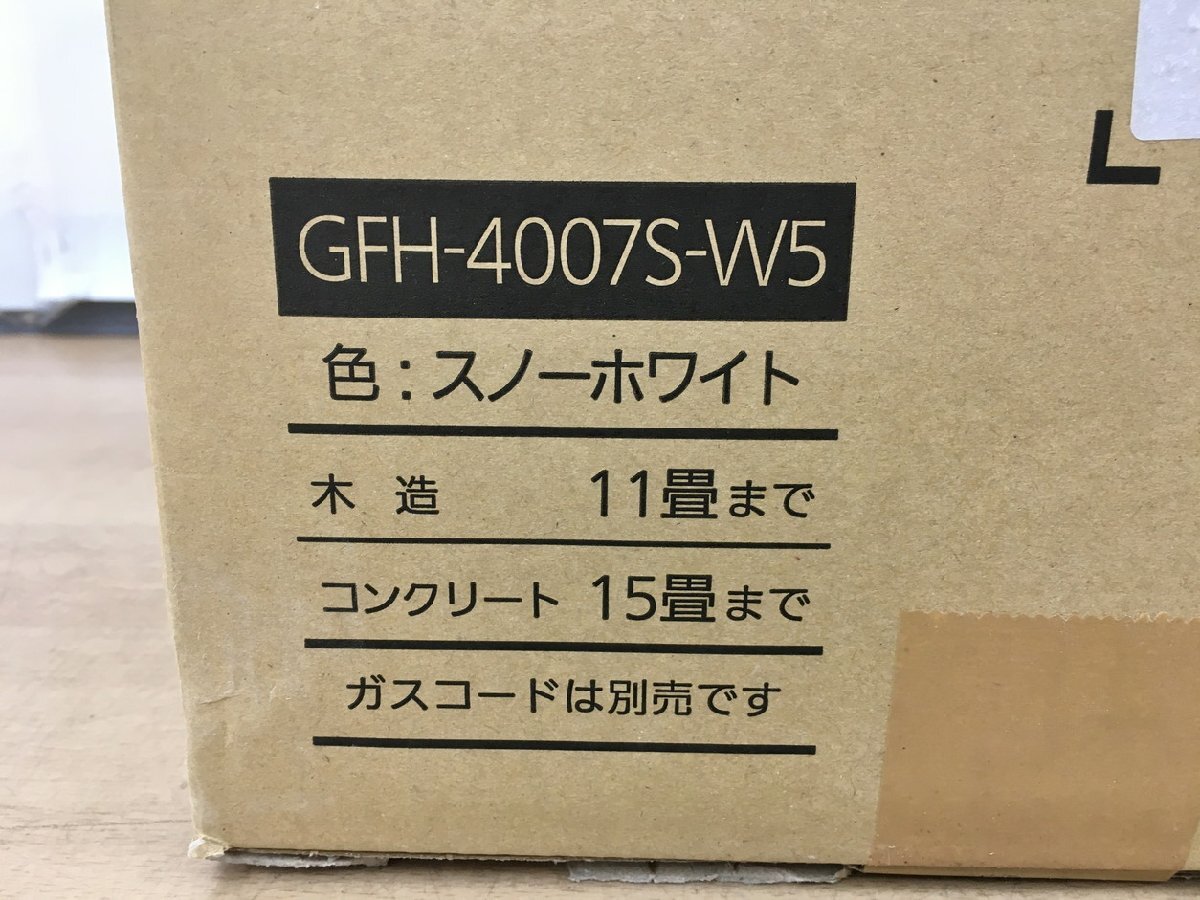 GFH-4007S-W5
色：スノーホワイト
木 造 11畳まで
コンクリート 15畳まで
ガスコードは別売です